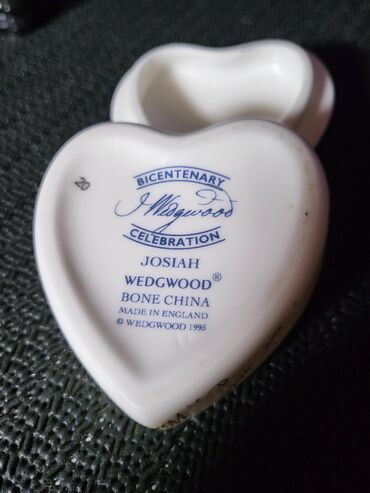 BICENTENARY
J Wedgwood
CELEBRATION
JOSIAH
WEDGWOOD®
BONE CHINA
MADE IN ENGLAND
© WEDGWOOD 1995
20